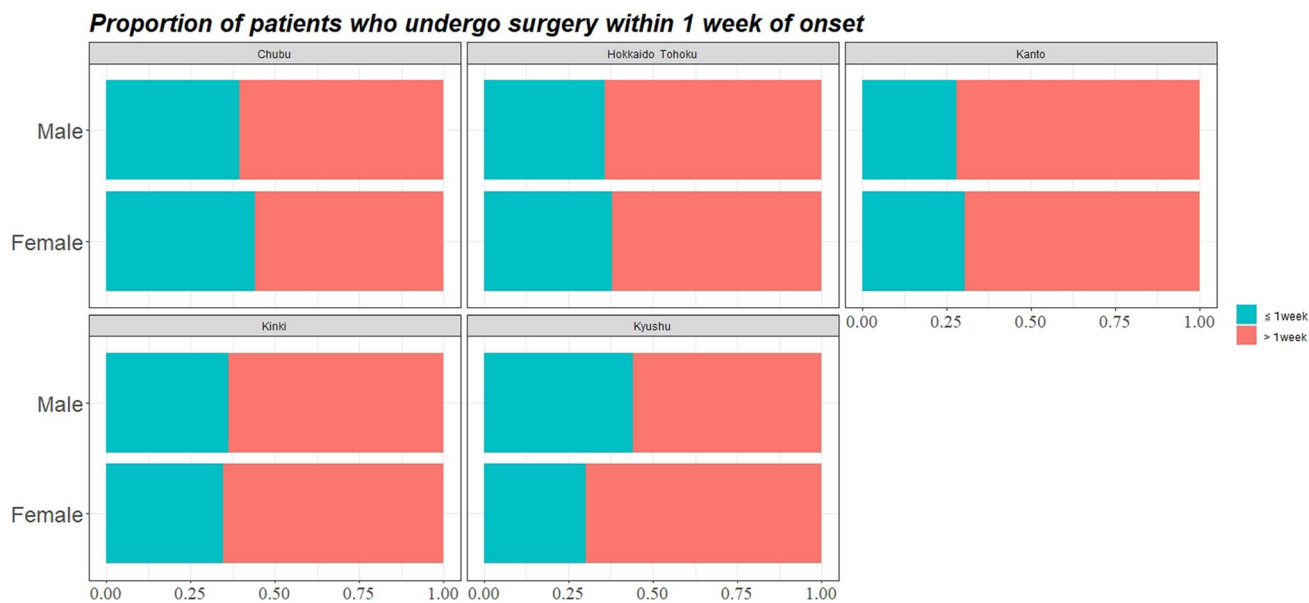 Proportion of patients who undergo surgery within 1 week of onset
Chubu
Hokkaido Tohoku
Kanto
Male
Female
0.00 0.25 0.50 0.75 1.00
≤ 1week
> 1week
Kinki
Kyushu
Male
Female
0.00 0.25 0.50 0.75 1.00
0.00 0.25 0.50 0.75 1.00